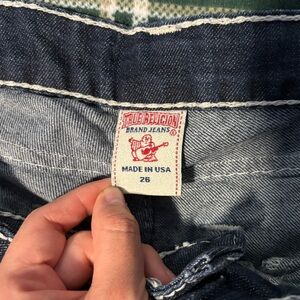 TRUE RELIGION
BRAND JEANS®
MADE IN USA
26